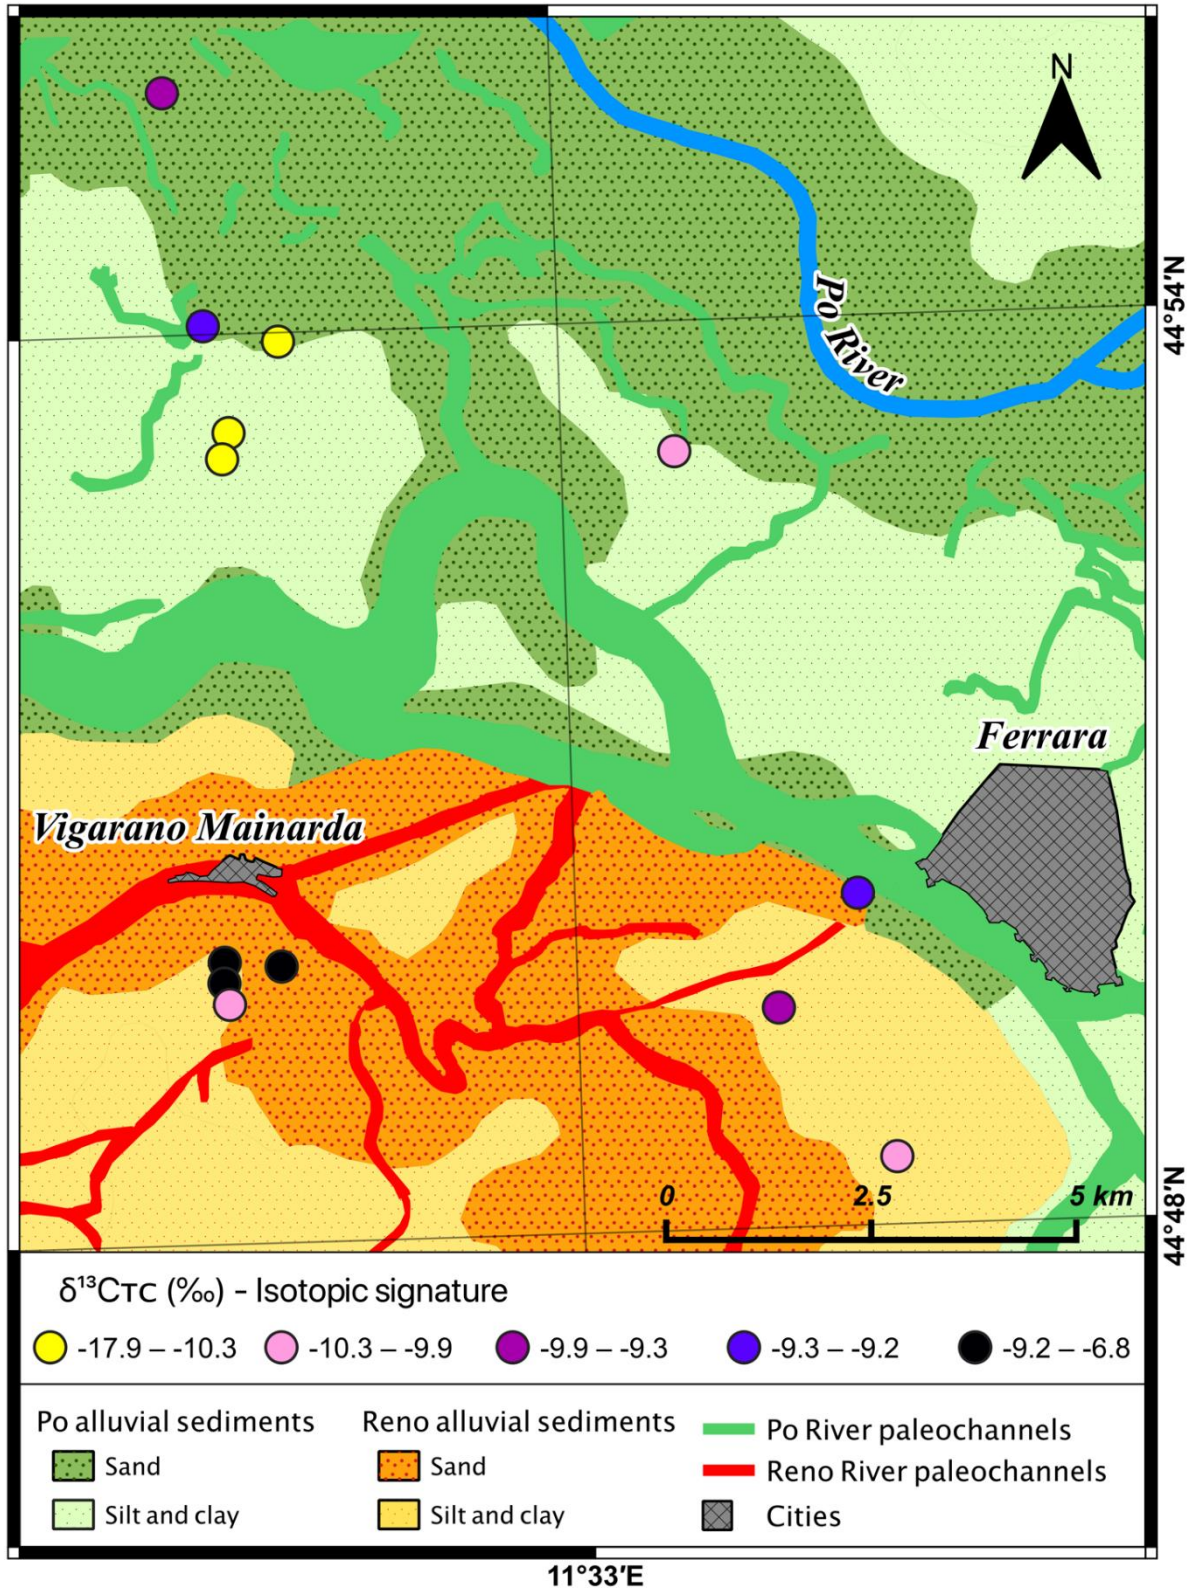 N
44°54'N
Po River
Ferrara
Vigarano Mainarda
0 2.5 5 km
44°48'N
δ¹³Cᴛᴄ (‰) - Isotopic signature
-17.9 – -10.3 -10.3 – -9.9 -9.9 – -9.3 -9.3 – -9.2 -9.2 – -6.8
Po alluvial sediments Reno alluvial sediments Po River paleochannels
Sand Sand Reno River paleochannels
Silt and clay Silt and clay Cities
11°33'E